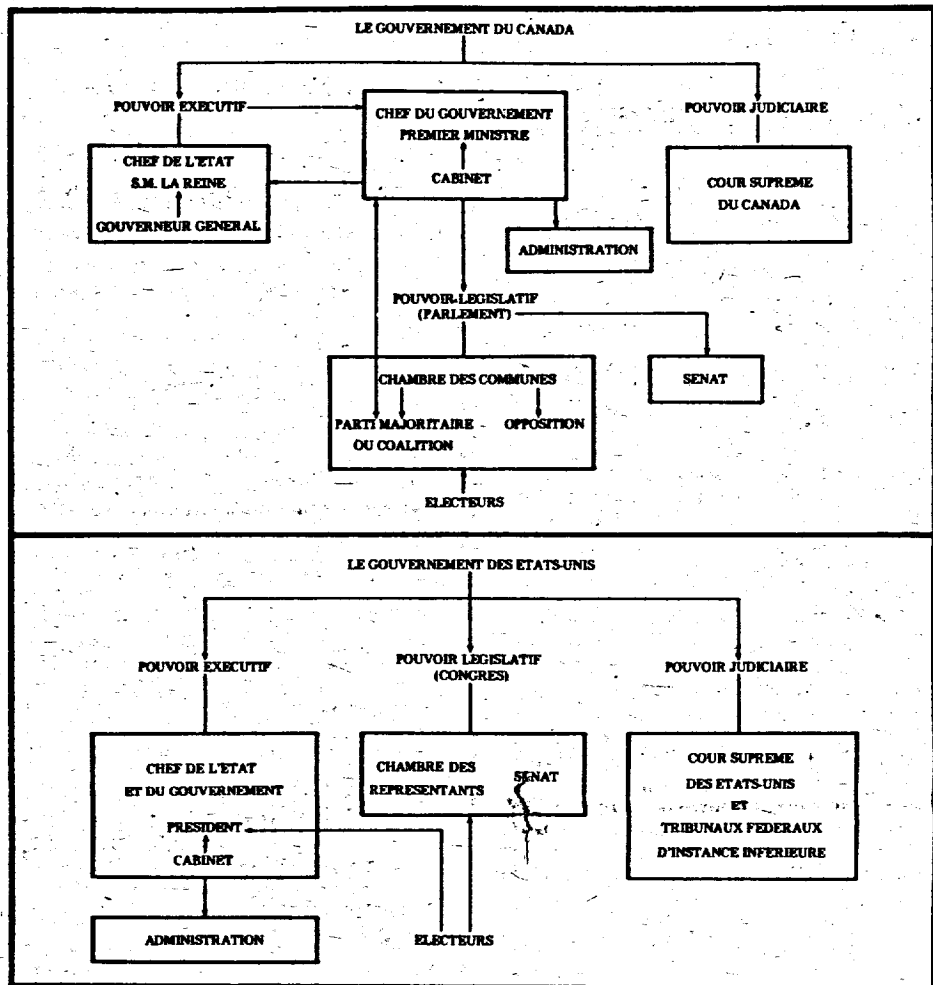 LE GOUVERNEMENT DU CANADA
POUVOIR EXECUTIF
CHEF DU GOUVERNEMENT
PREMIER MINISTRE
CABINET
POUVOIR JUDICIAIRE
CHEF DE L'ETAT
S.M. LA REINE
GOUVERNEUR GENERAL
COUR SUPREME
DU CANADA
ADMINISTRATION
POUVOIR LEGISLATIF
(PARLEMENT)
SENAT
CHAMBRE DES COMMUNES
PARTI MAJORITAIRE
OU COALITION
OPPOSITION
ELECTEURS
LE GOUVERNEMENT DES ETATS-UNIS
POUVOIR EXECUTIF
POUVOIR LEGISLATIF
(CONGRES)
POUVOIR JUDICIAIRE
CHEF DE L'ETAT
ET DU GOUVERNEMENT
PRESIDENT
CABINET
CHAMBRE DES
REPRESENTANTS
SENAT
COUR SUPREME
DES ETATS-UNIS
ET
TRIBUNAUX FEDERAUX
D'INSTANCE INFERIEURE
ADMINISTRATION
ELECTEURS